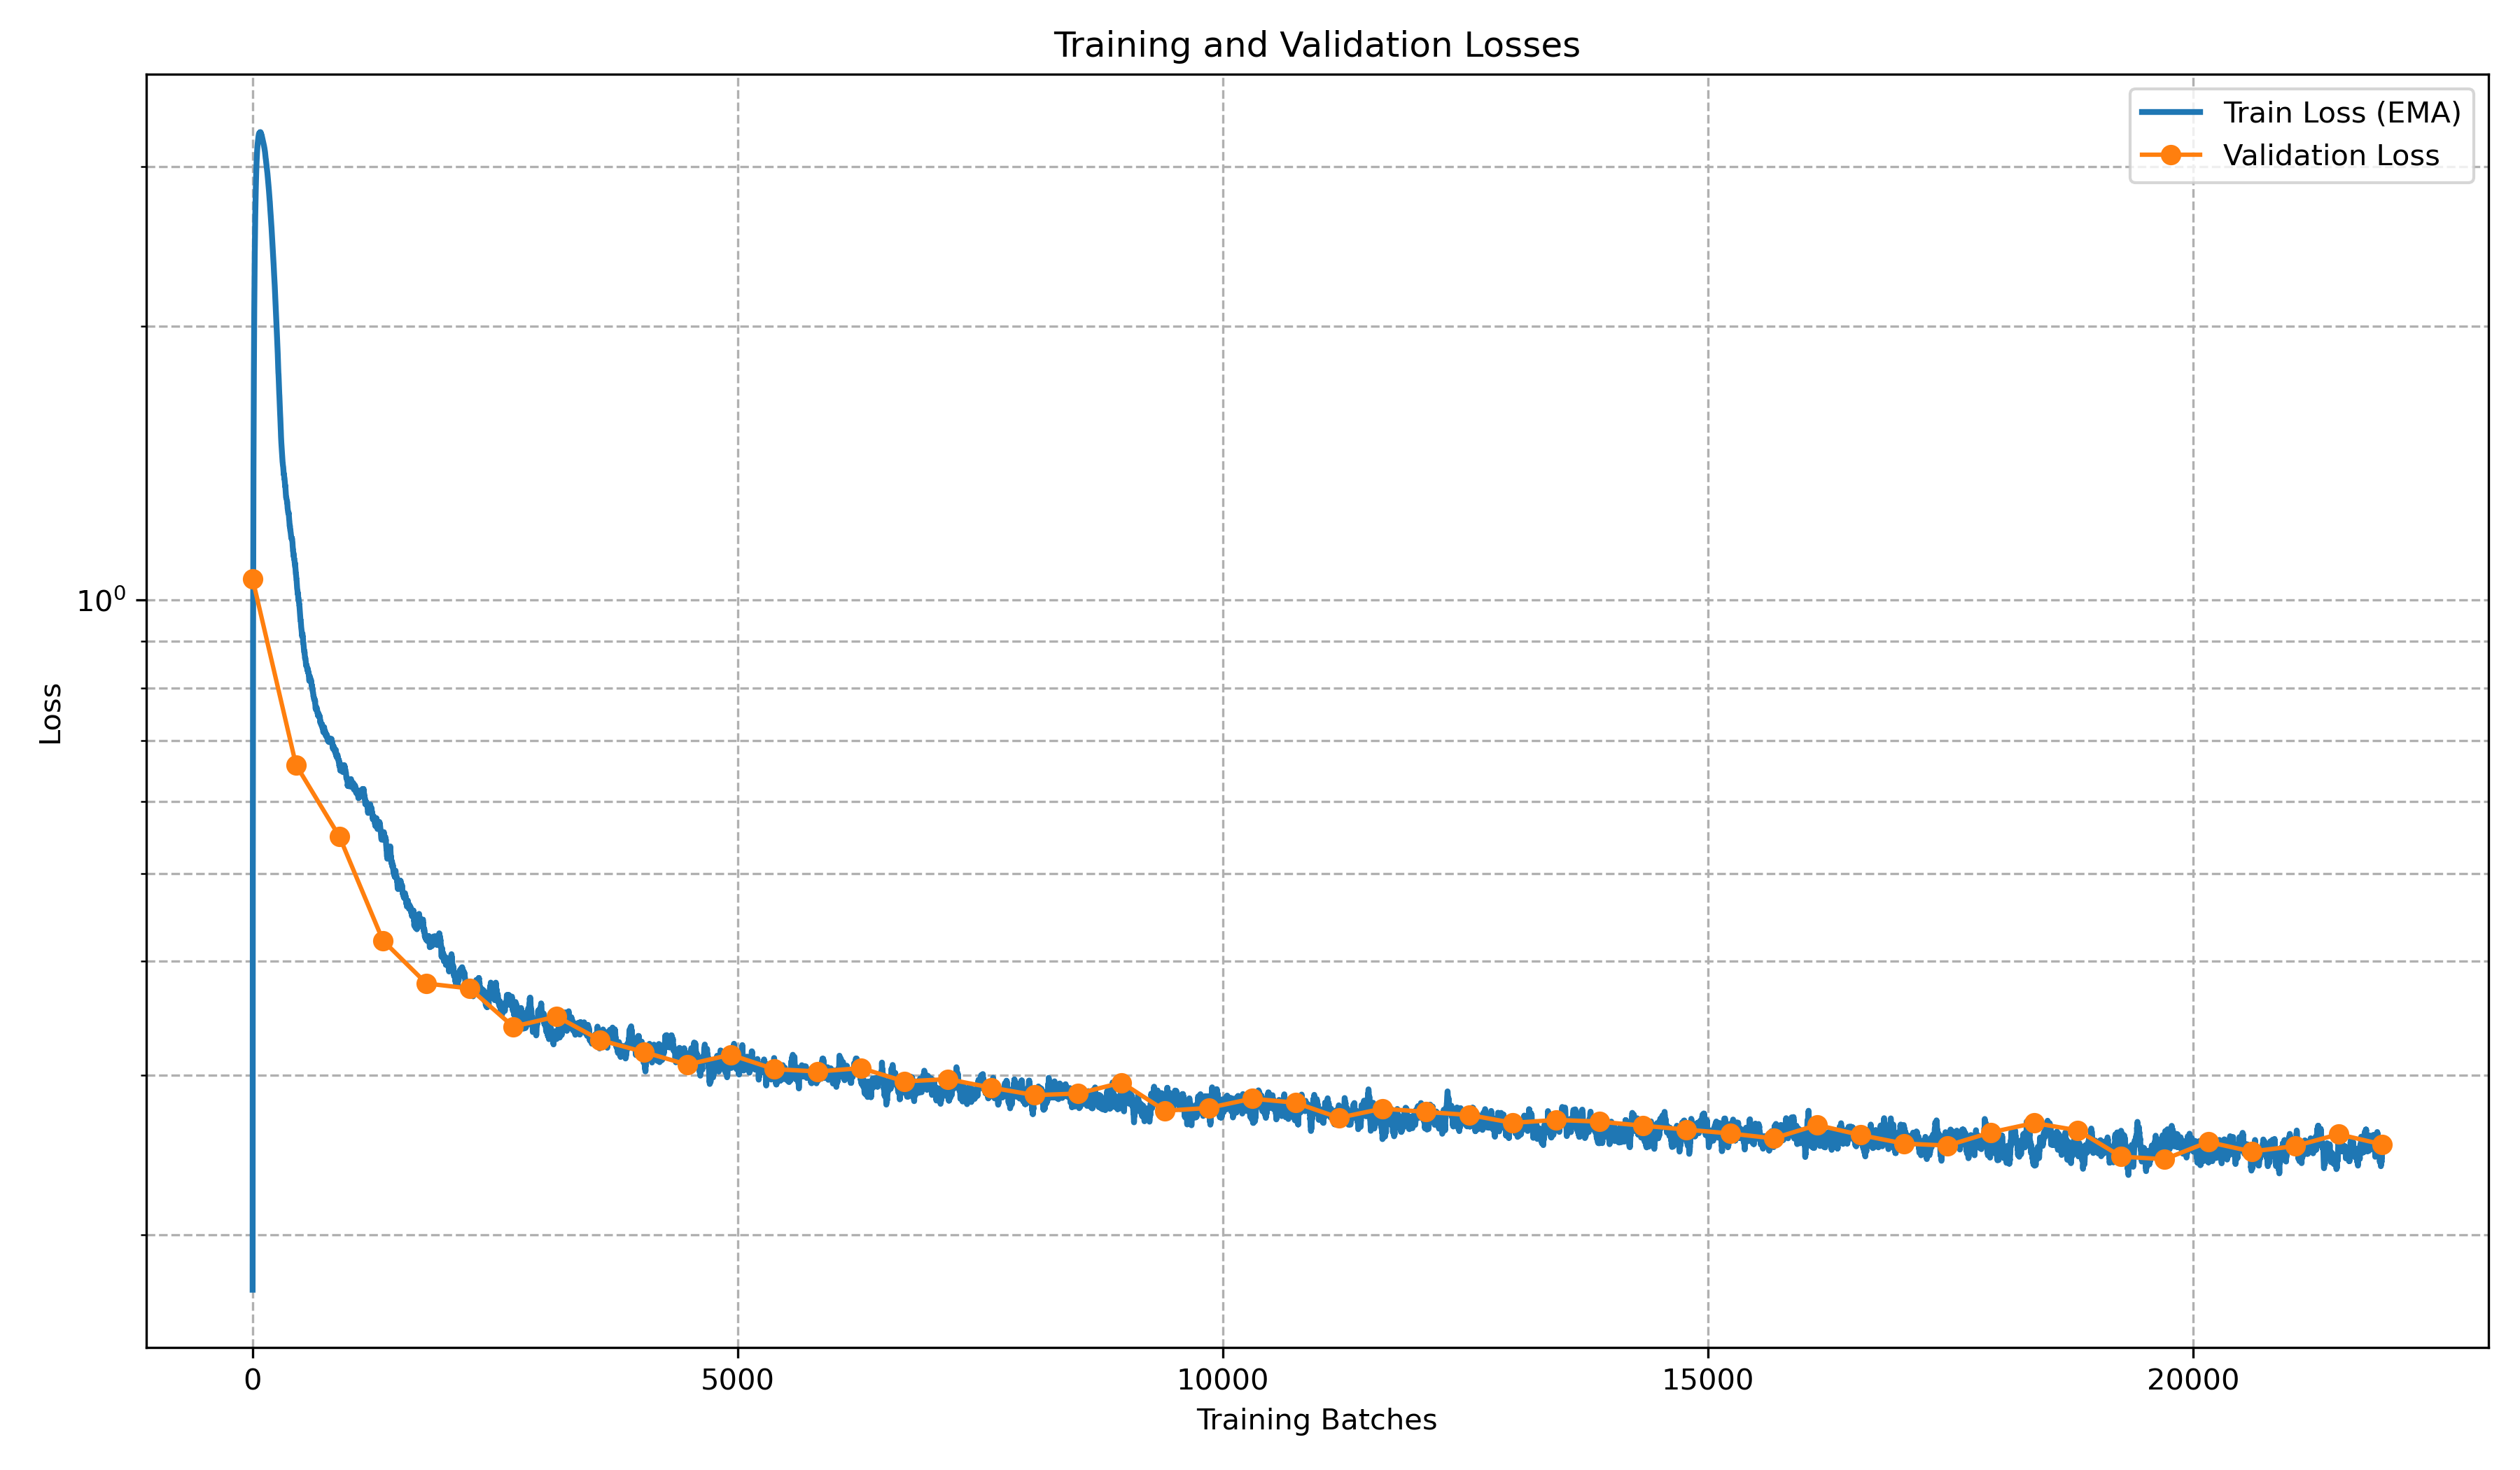 Training and Validation Losses
Train Loss (EMA)
Validation Loss
10⁰
Loss
0
5000
10000
15000
20000
Training Batches